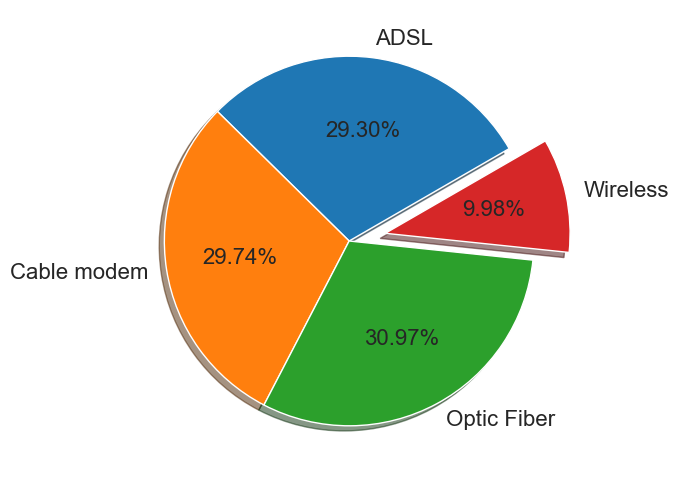 ADSL
29.30%
Wireless
9.98%
29.74%
Cable modem
30.97%
Optic Fiber